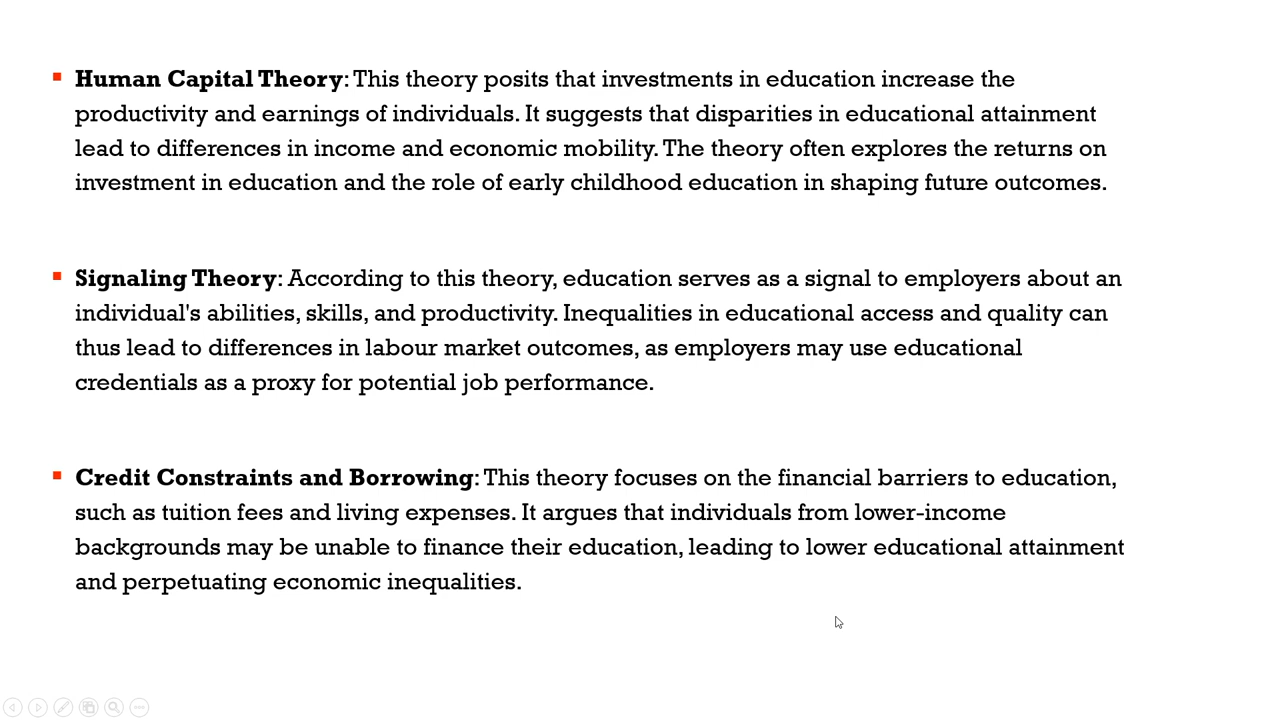 Human Capital Theory: This theory posits that investments in education increase the
productivity and earnings of individuals. It suggests that disparities in educational attainment
lead to differences in income and economic mobility. The theory often explores the returns on
investment in education and the role of early childhood education in shaping future outcomes.
Signaling Theory: According to this theory, education serves as a signal to employers about an
individual's abilities, skills, and productivity. Inequalities in educational access and quality can
thus lead to differences in labour market outcomes, as employers may use educational
credentials as a proxy for potential job performance.
Credit Constraints and Borrowing: This theory focuses on the financial barriers to education,
such as tuition fees and living expenses. It argues that individuals from lower-income
backgrounds may be unable to finance their education, leading to lower educational attainment
and perpetuating economic inequalities.